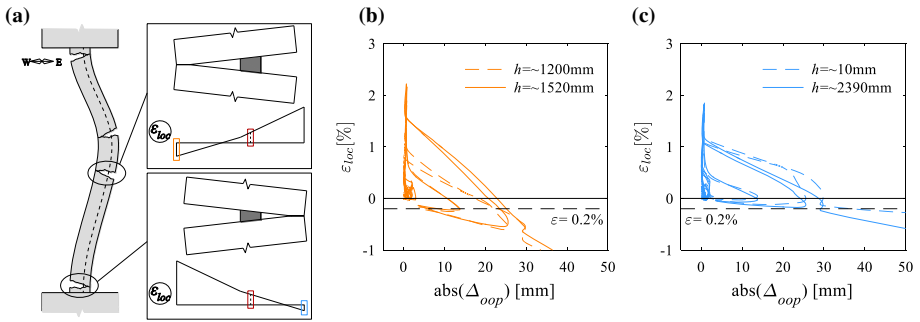 (a)
W E
ε_loc
ε_loc
(b)
3
2
1
0
-1
ε_loc [%]
h=~1200mm
h=~1520mm
ε= 0.2%
0 10 20 30 40 50
abs(Δ_oop) [mm]
(c)
3
2
1
0
-1
ε_loc [%]
h=~10mm
h=~2390mm
ε= 0.2%
0 10 20 30 40 50
abs(Δ_oop) [mm]